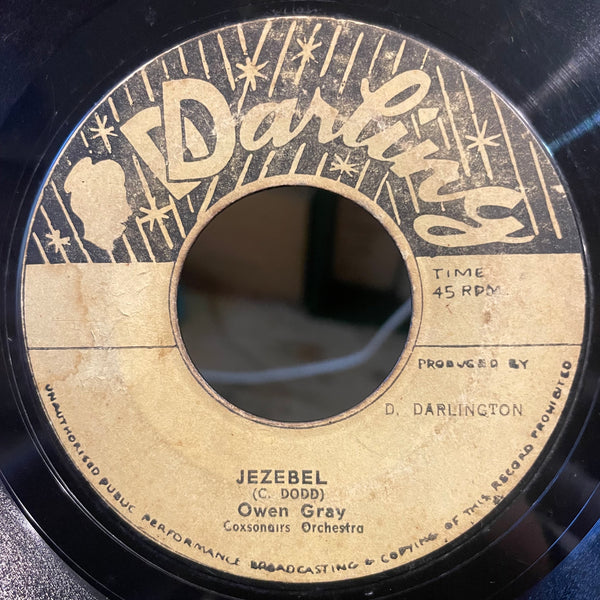 Darling
TIME
45 RPM
PRODUCED BY
D. DARLINGTON
JEZEBEL
(C. DODD)
Owen Gray
Coxsonairs Orchestra
UNAUTHORISED PUBLIC PERFORMANCE BROADCASTING & COPYING OF THIS RECORD PROHIBITED